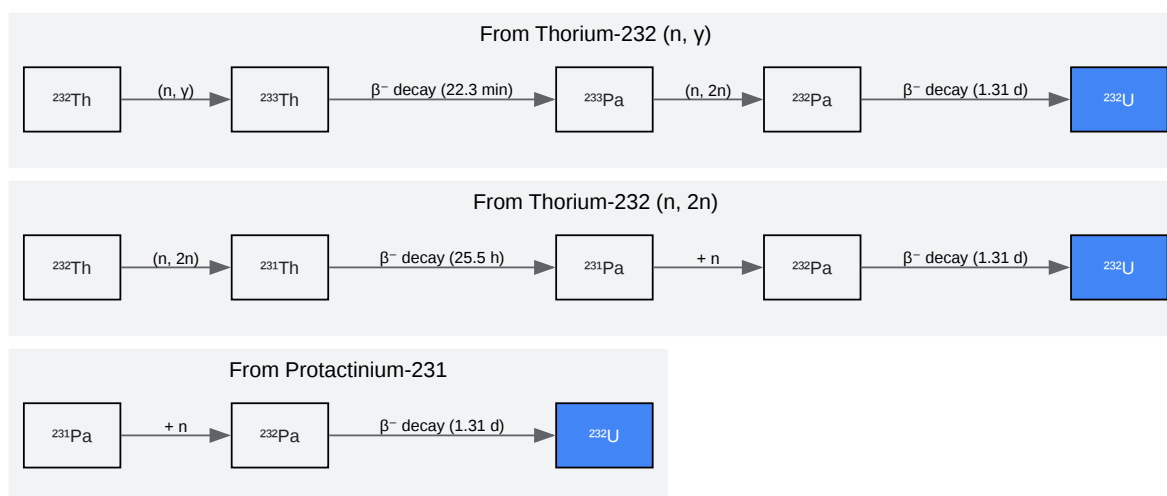 From Thorium-232 (n, γ)
²³²Th
(n, γ)
²³³Th
β⁻ decay (22.3 min)
²³³Pa
(n, 2n)
²³²Pa
β⁻ decay (1.31 d)
²³²U
From Thorium-232 (n, 2n)
²³²Th
(n, 2n)
²³¹Th
β⁻ decay (25.5 h)
²³¹Pa
+ n
²³²Pa
β⁻ decay (1.31 d)
²³²U
From Protactinium-231
²³¹Pa
+ n
²³²Pa
β⁻ decay (1.31 d)
²³²U